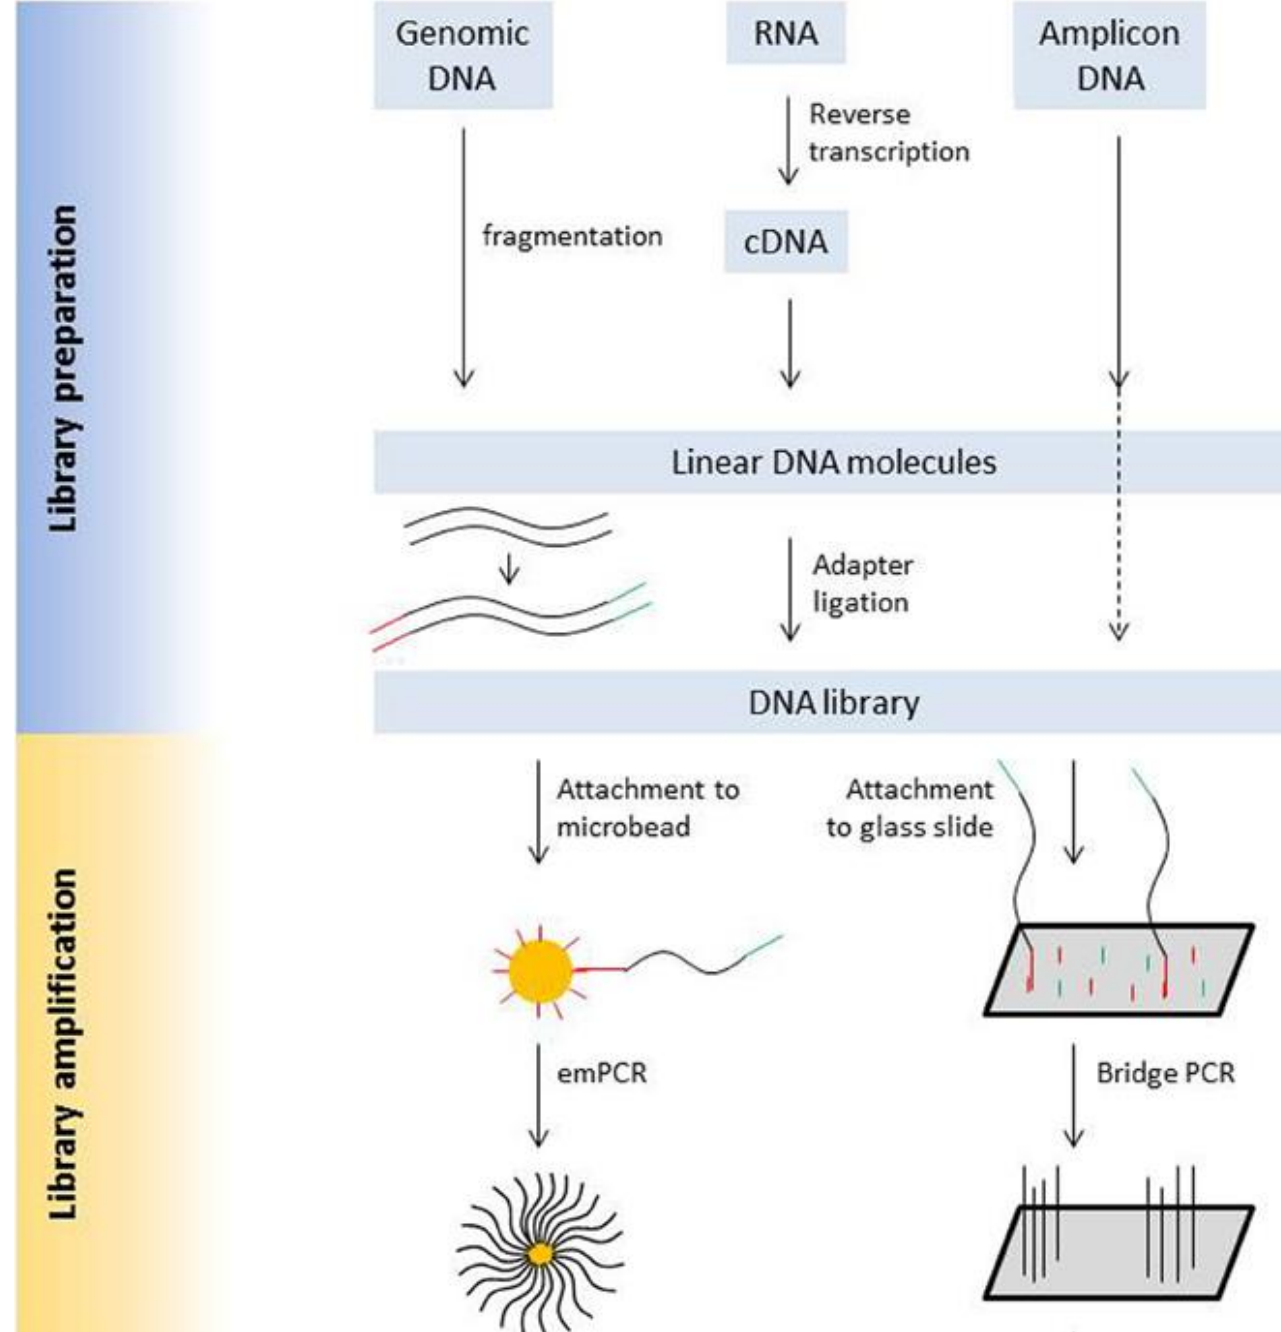 Genomic
DNA
RNA
Amplicon
DNA
Reverse
transcription
fragmentation
cDNA
Library preparation
Linear DNA molecules
Adapter
ligation
DNA library
Attachment to
microbead
Attachment
to glass slide
Library amplification
emPCR
Bridge PCR